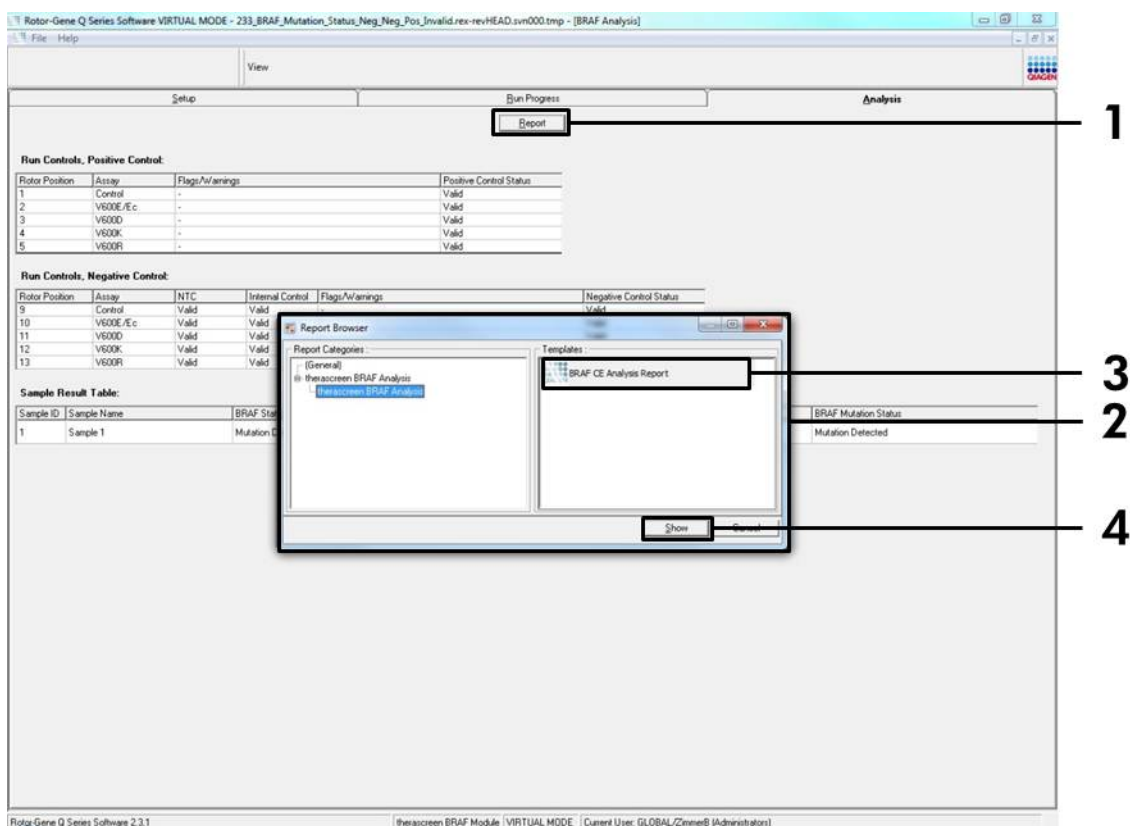 Rotor-Gene Q Series Software VIRTUAL MODE - 233_BRAF_Mutation_Status_Neg_Neg_Pos_Invalid.rex-revHEAD.svn000.tmp - [BRAF Analysis]
File Help
View
QIAGEN
Setup Run Progress Analysis
Report 1
Run Controls, Positive Control:
Rotor Position Assay Flags/Warnings Positive Control Status
1 Control - Valid
2 V600E/Ec - Valid
3 V600D - Valid
4 V600K - Valid
5 V600R - Valid
Run Controls, Negative Control:
Rotor Position Assay NTC Internal Control Flags/Warnings Negative Control Status
9 Control Valid Valid - Valid
10 V600E/Ec Valid Valid
11 V600D Valid Valid
12 V600K Valid Valid
13 V600R Valid Valid
Sample Result Table:
Sample ID Sample Name BRAF BRAF Mutation Status
1 Sample 1 Mutation Mutation Detected
Report Browser
Report Categories : Templates :
(General)
therascreen BRAF Analysis
therascreen BRAF Analysis
BRAF CE Analysis Report 3
2
Show 4
Rotor-Gene Q Series Software 2.3.1 therascreen BRAF Module VIRTUAL MODE Current User: GLOBAL/ZimmerB (Administrators)